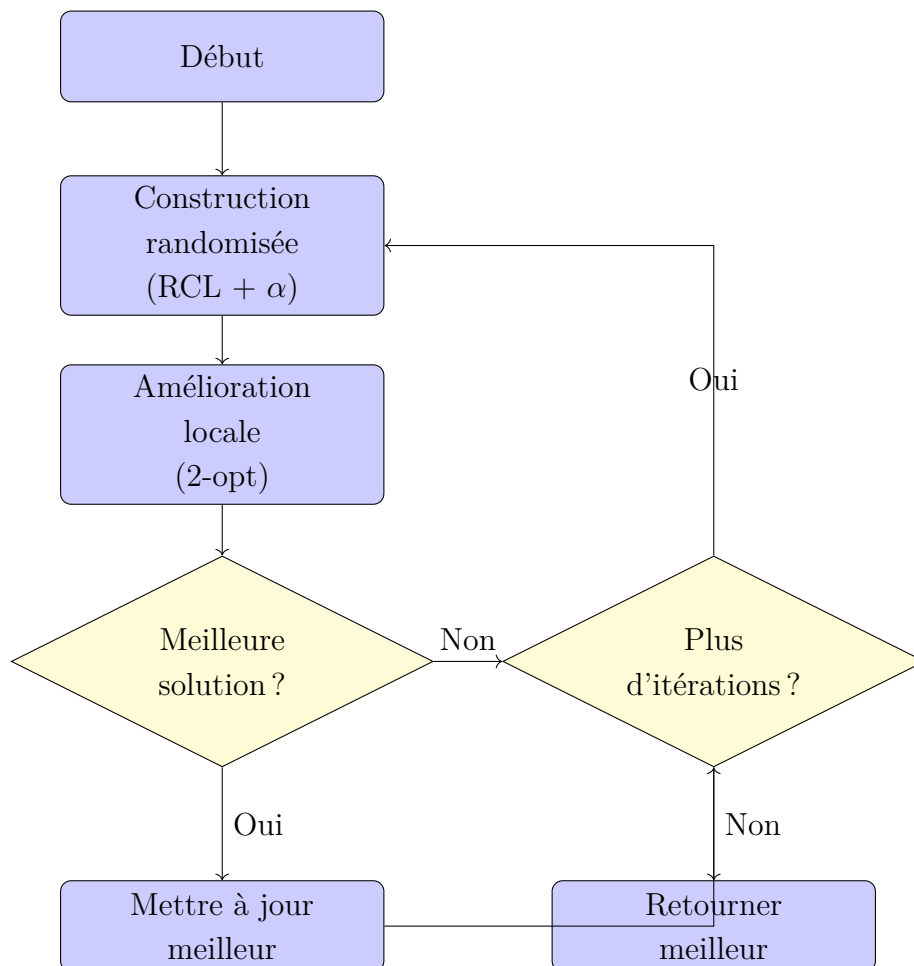 Début
Construction
randomisée
(RCL + α)
Amélioration
locale
(2-opt)
Oui
Meilleure
solution ?
Non
Plus
d'itérations ?
Oui
Non
Mettre à jour
meilleur
Retourner
meilleur